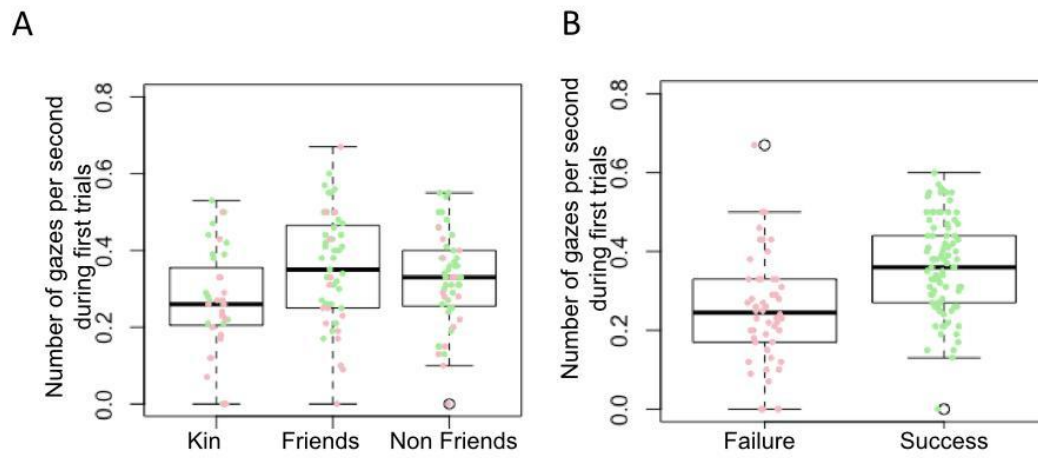 A
Number of gazes per second
during first trials
0.8
0.6
0.4
0.2
0.0
Kin Friends Non Friends
B
Number of gazes per second
during first trials
0.8
0.6
0.4
0.2
0.0
Failure Success